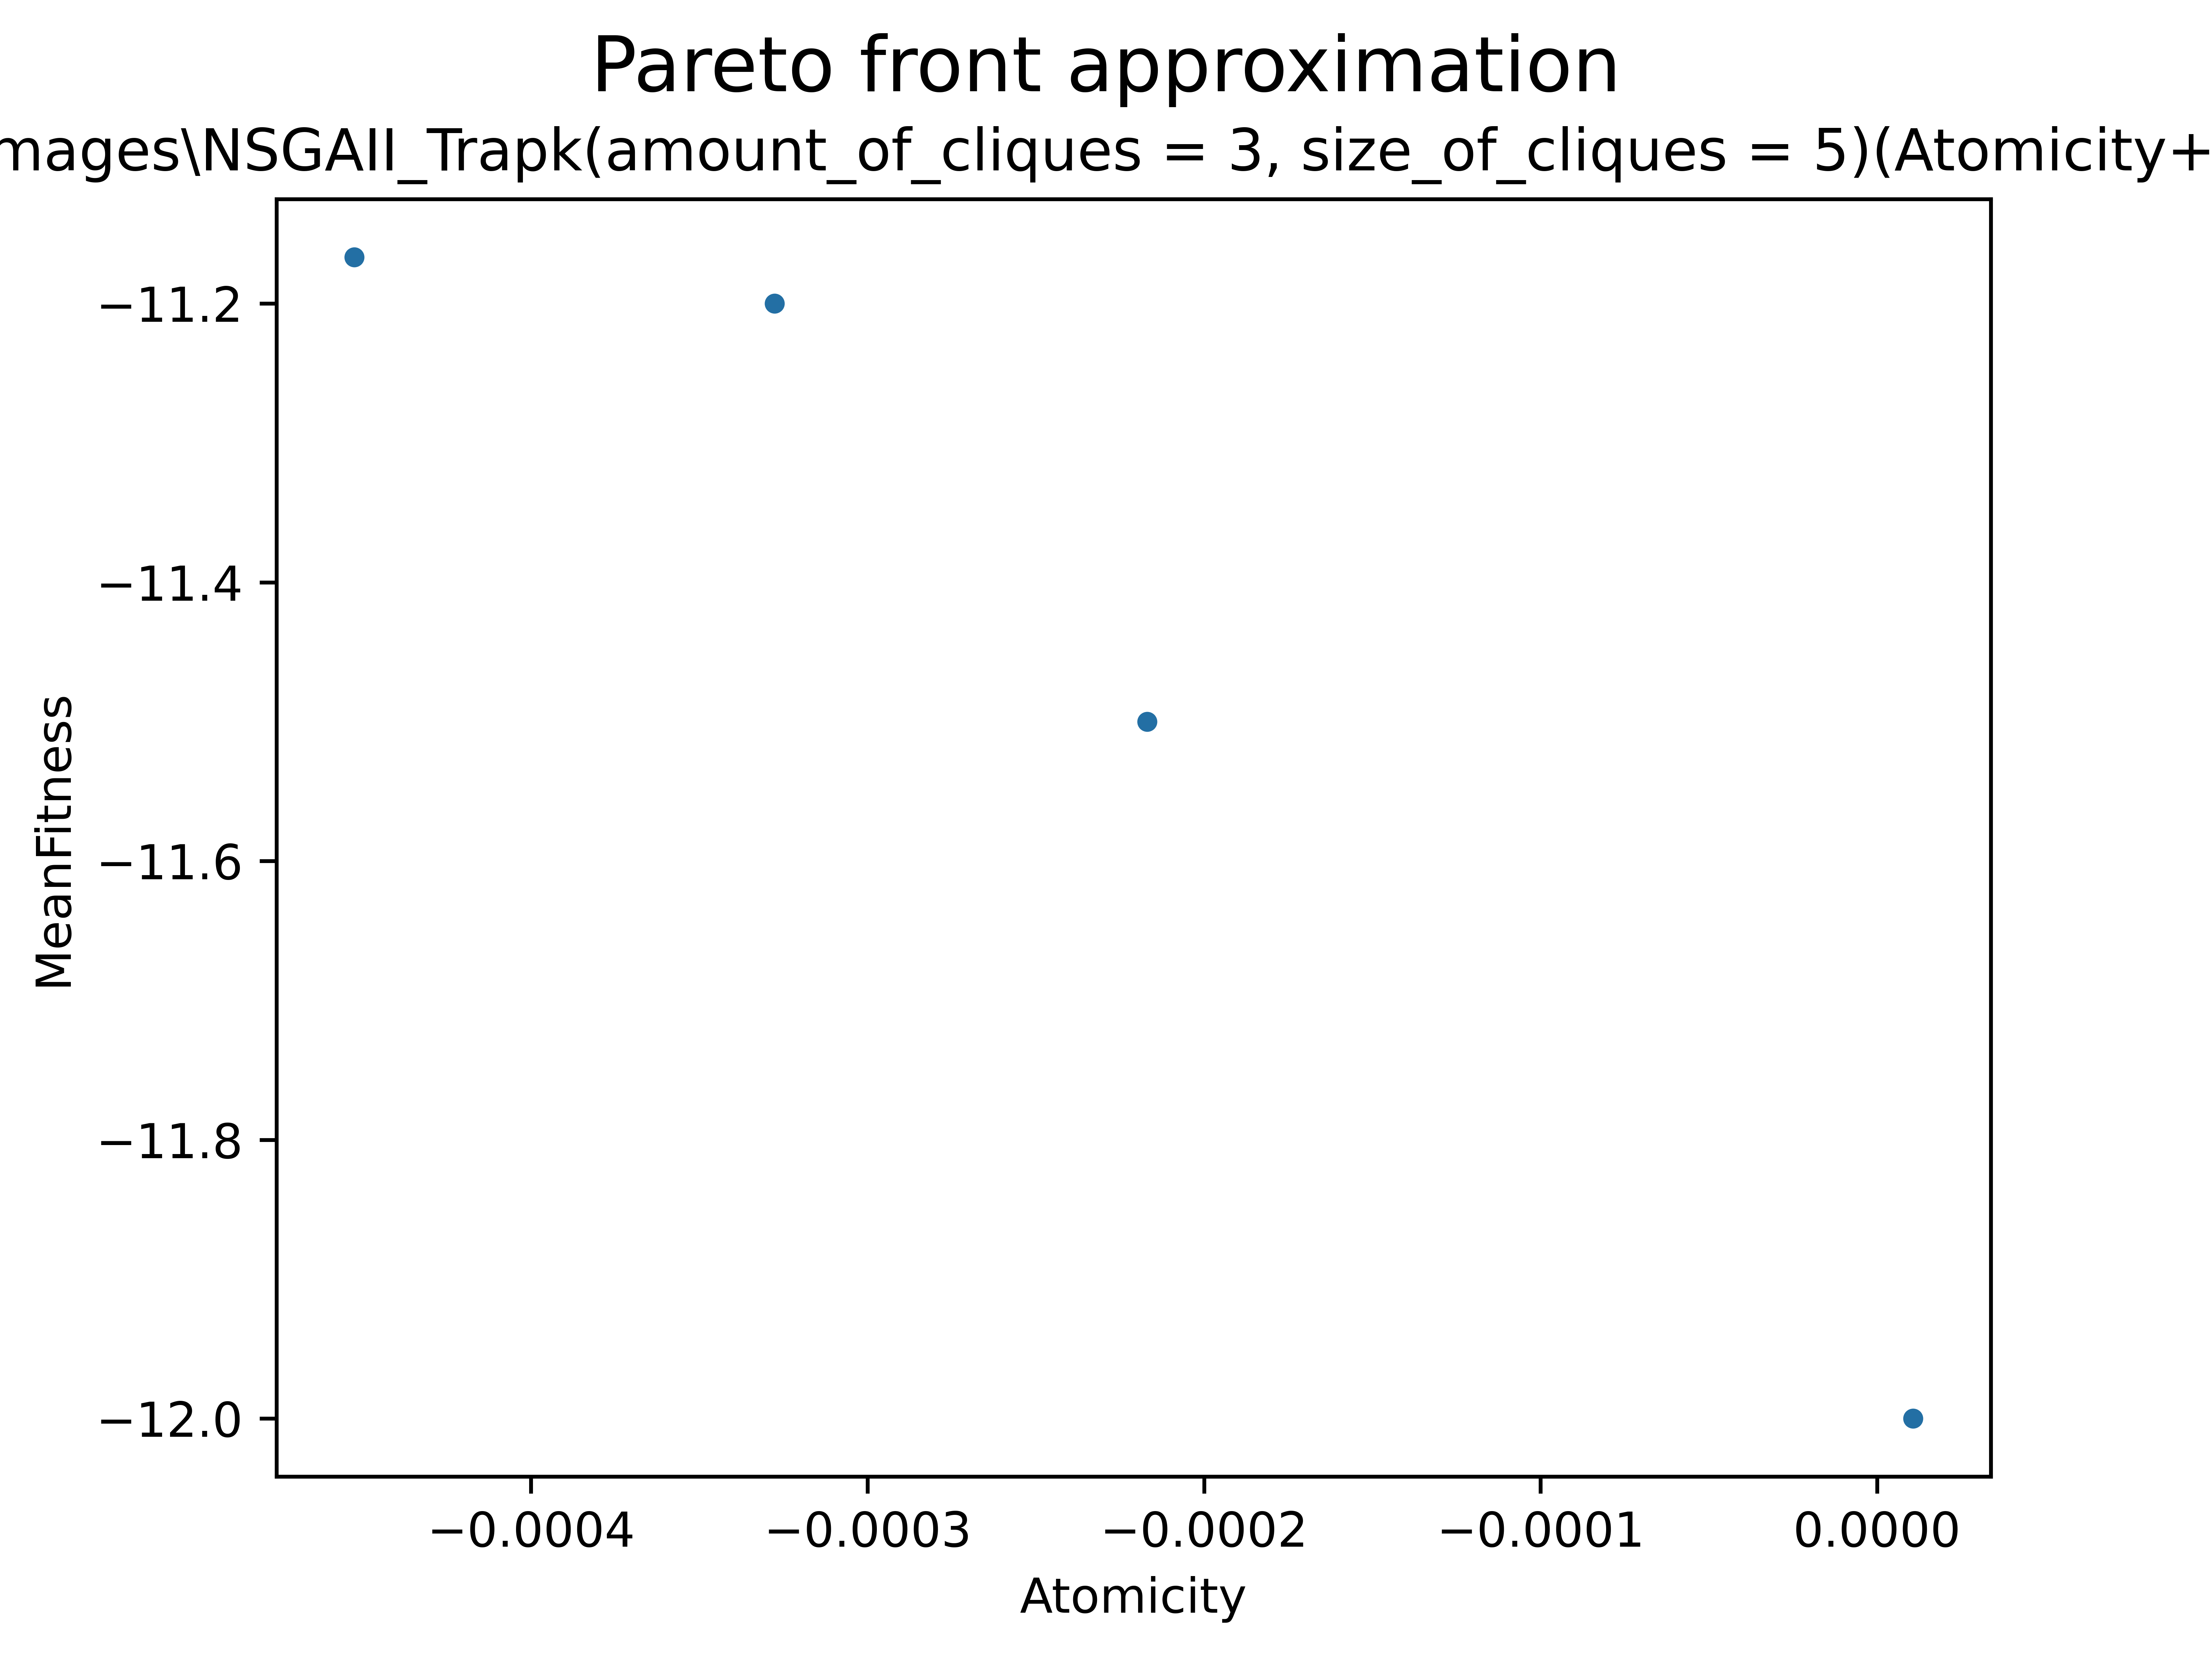 Pareto front approximation
mages\NSGAII_Trapk(amount_of_cliques = 3, size_of_cliques = 5)(Atomicity+
−11.2
−11.4
−11.6
−11.8
−12.0
MeanFitness
−0.0004 −0.0003 −0.0002 −0.0001 0.0000
Atomicity